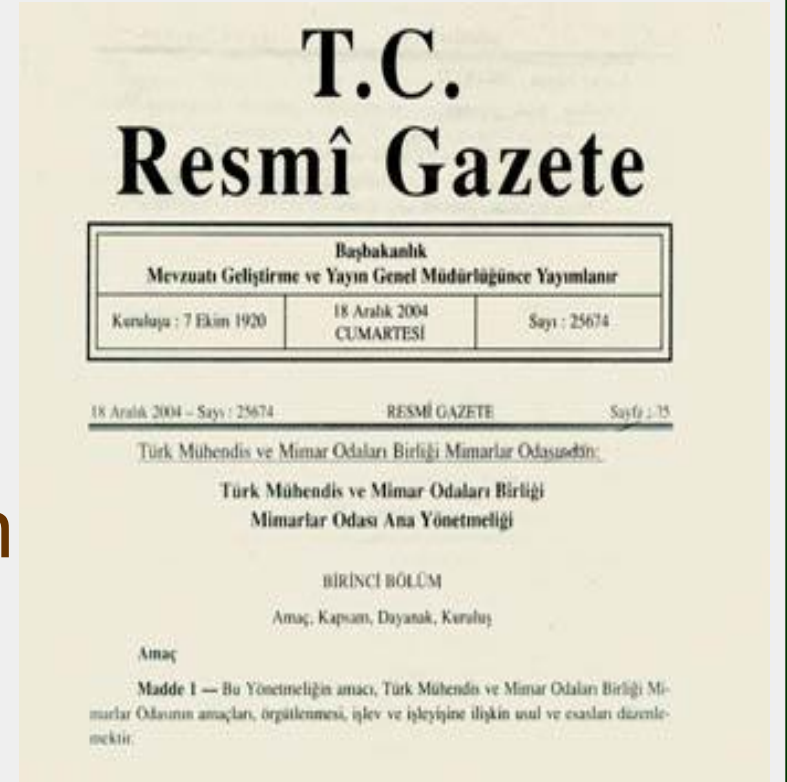 T.C.
Resmî Gazete
Başbakanlık
Mevzuatı Geliştirme ve Yayın Genel Müdürlüğünce Yayımlanır
Kuruluşu : 7 Ekim 1920
18 Aralık 2004
CUMARTESİ
Sayı : 25674
18 Aralık 2004 – Sayı : 25674 RESMÎ GAZETE Sayfa : 35
Türk Mühendis ve Mimar Odaları Birliği Mimarlar Odasından:
Türk Mühendis ve Mimar Odaları Birliği
Mimarlar Odası Ana Yönetmeliği
BİRİNCİ BÖLÜM
Amaç, Kapsam, Dayanak, Kuruluş
Amaç
Madde 1 — Bu Yönetmeliğin amacı, Türk Mühendis ve Mimar Odaları Birliği Mi-
marlar Odasının amaçları, örgütlenmesi, işlev ve işleyişine ilişkin usul ve esasları düzenle-
mektir.